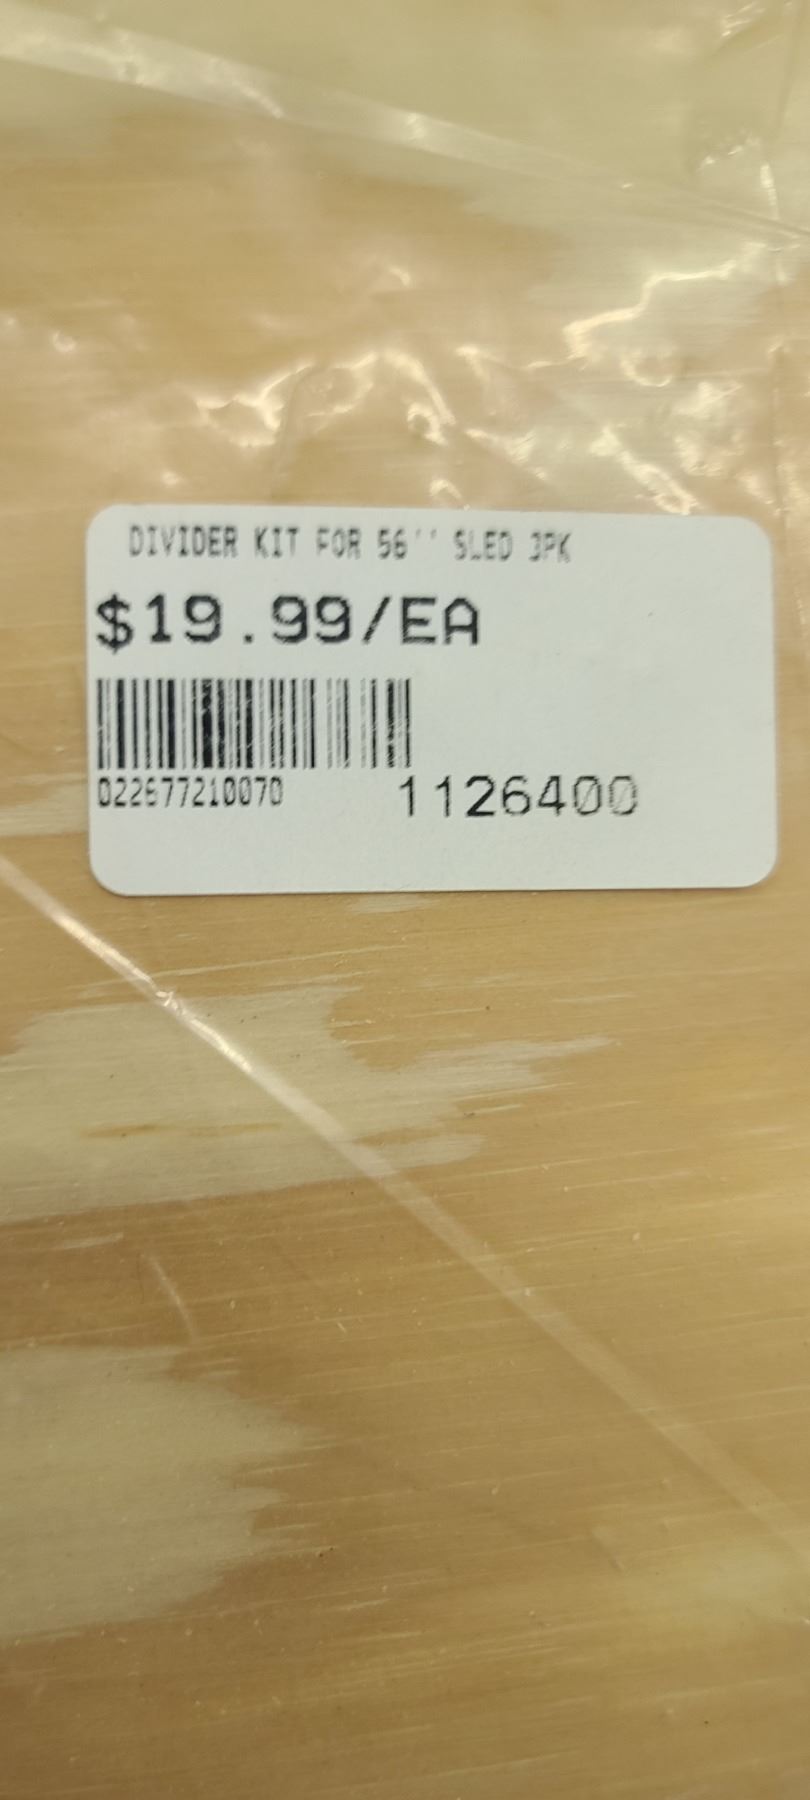 DIVIDER KIT FOR 56'' SLED 3PK
$19.99/EA
022677210070 1126400